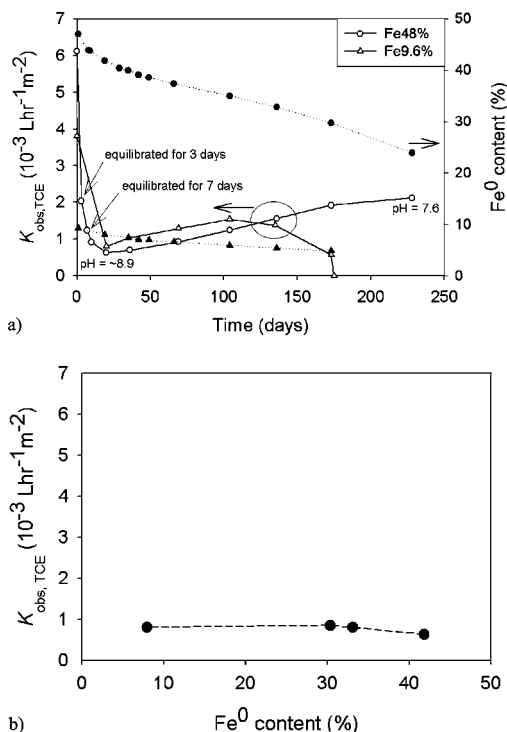 Fe48%
Fe9.6%
7
6
5
4
3
2
1
0
50
40
30
20
10
0
K obs,TCE (10⁻³ Lhr⁻¹m⁻²)
Fe⁰ content (%)
equilibrated for 3 days
equilibrated for 7 days
pH = 7.6
pH = ~8.9
0 50 100 150 200 250
a)
Time (days)
7
6
5
4
3
2
1
0
K obs, TCE (10⁻³ Lhr⁻¹m⁻²)
0 10 20 30 40 50
b)
Fe⁰ content (%)